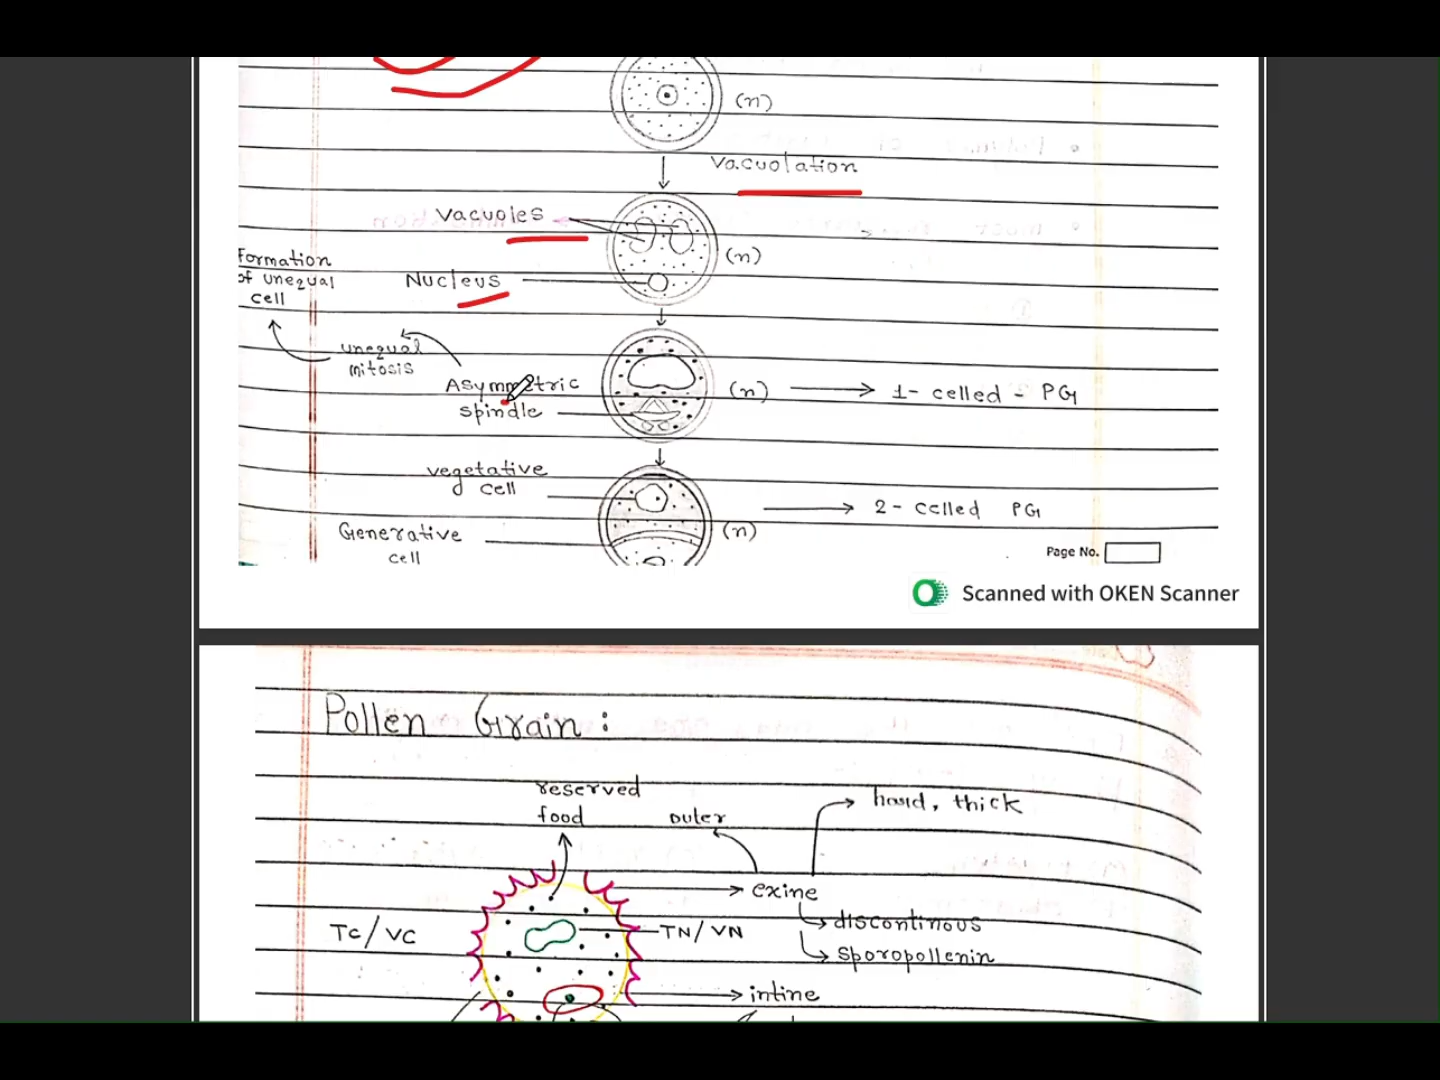 (n)
Vacuolation
Vacuoles
(n)
Formation
of unequal
cell
Nucleus
unequal
mitosis
Asymmetric
spindle
(n)
1- celled - PG
vegetative
cell
(n)
2- celled PG
Generative
cell
Page No.
Scanned with OKEN Scanner
Pollen Grain :
reserved
food
outer
hard, thick
exine
discontinous
sporopollenin
TC/VC
TN/VN
intine